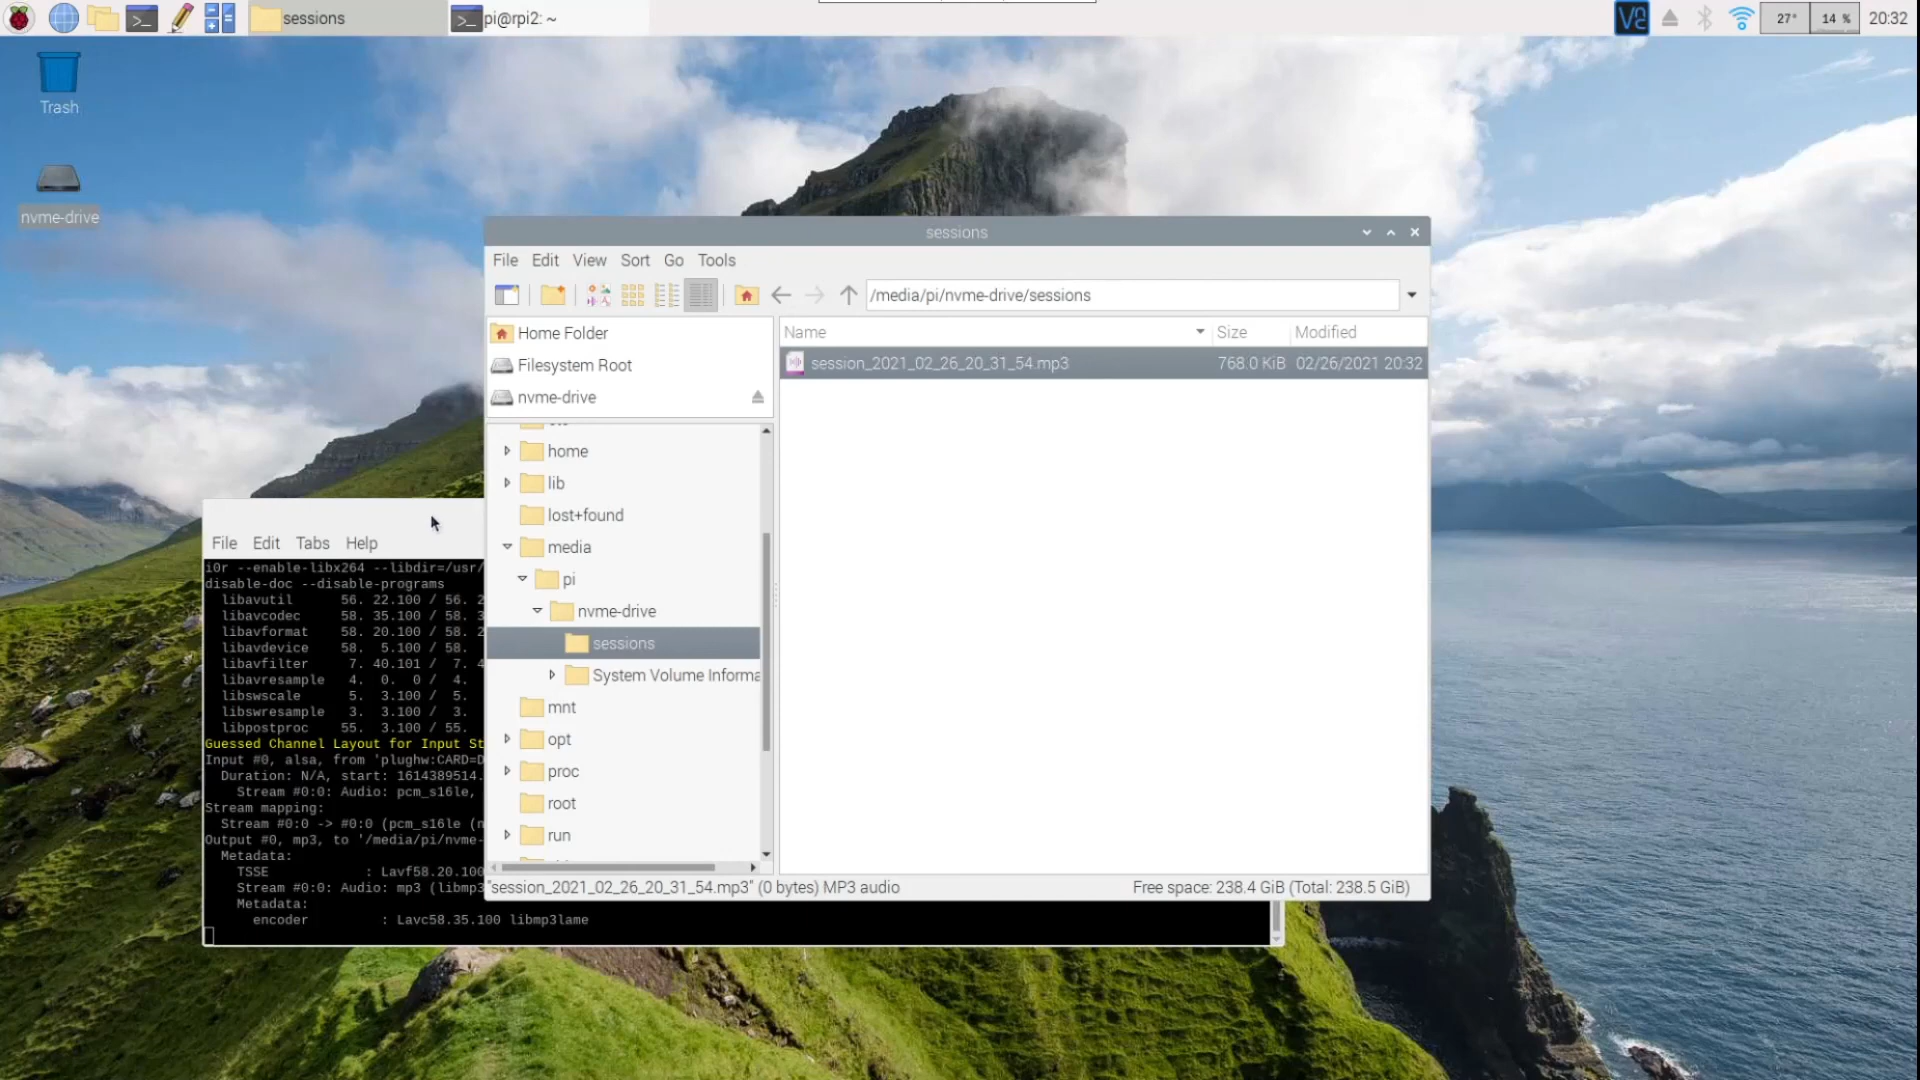 sessions
pi@rpi2: ~
V2
27°
14 %
20:32
Trash
nvme-drive
sessions
File Edit View Sort Go Tools
/media/pi/nvme-drive/sessions
Home Folder
Filesystem Root
nvme-drive
Name Size Modified
session_2021_02_26_20_31_54.mp3 768.0 KiB 02/26/2021 20:32
home
lib
lost+found
media
pi
nvme-drive
sessions
System Volume Informa
mnt
opt
proc
root
run
"session_2021_02_26_20_31_54.mp3" (0 bytes) MP3 audio
Free space: 238.4 GiB (Total: 238.5 GiB)
File Edit Tabs Help
i0r --enable-libx264 --libdir=/usr/
disable-doc --disable-programs
libavutil 56. 22.100 / 56. 2
libavcodec 58. 35.100 / 58. 3
libavformat 58. 20.100 / 58. 2
libavdevice 58. 5.100 / 58.
libavfilter 7. 40.101 / 7. 4
libavresample 4. 0. 0 / 4.
libswscale 5. 3.100 / 5.
libswresample 3. 3.100 / 3.
libpostproc 55. 3.100 / 55.
Guessed Channel Layout for Input St
Input #0, alsa, from 'plughw:CARD=D
Duration: N/A, start: 1614389514.
Stream #0:0: Audio: pcm_s16le,
Stream mapping:
Stream #0:0 -> #0:0 (pcm_s16le (n
Output #0, mp3, to '/media/pi/nvme-
Metadata:
TSSE : Lavf58.20.100
Stream #0:0: Audio: mp3 (libmp3
Metadata:
encoder : Lavc58.35.100 libmp3lame